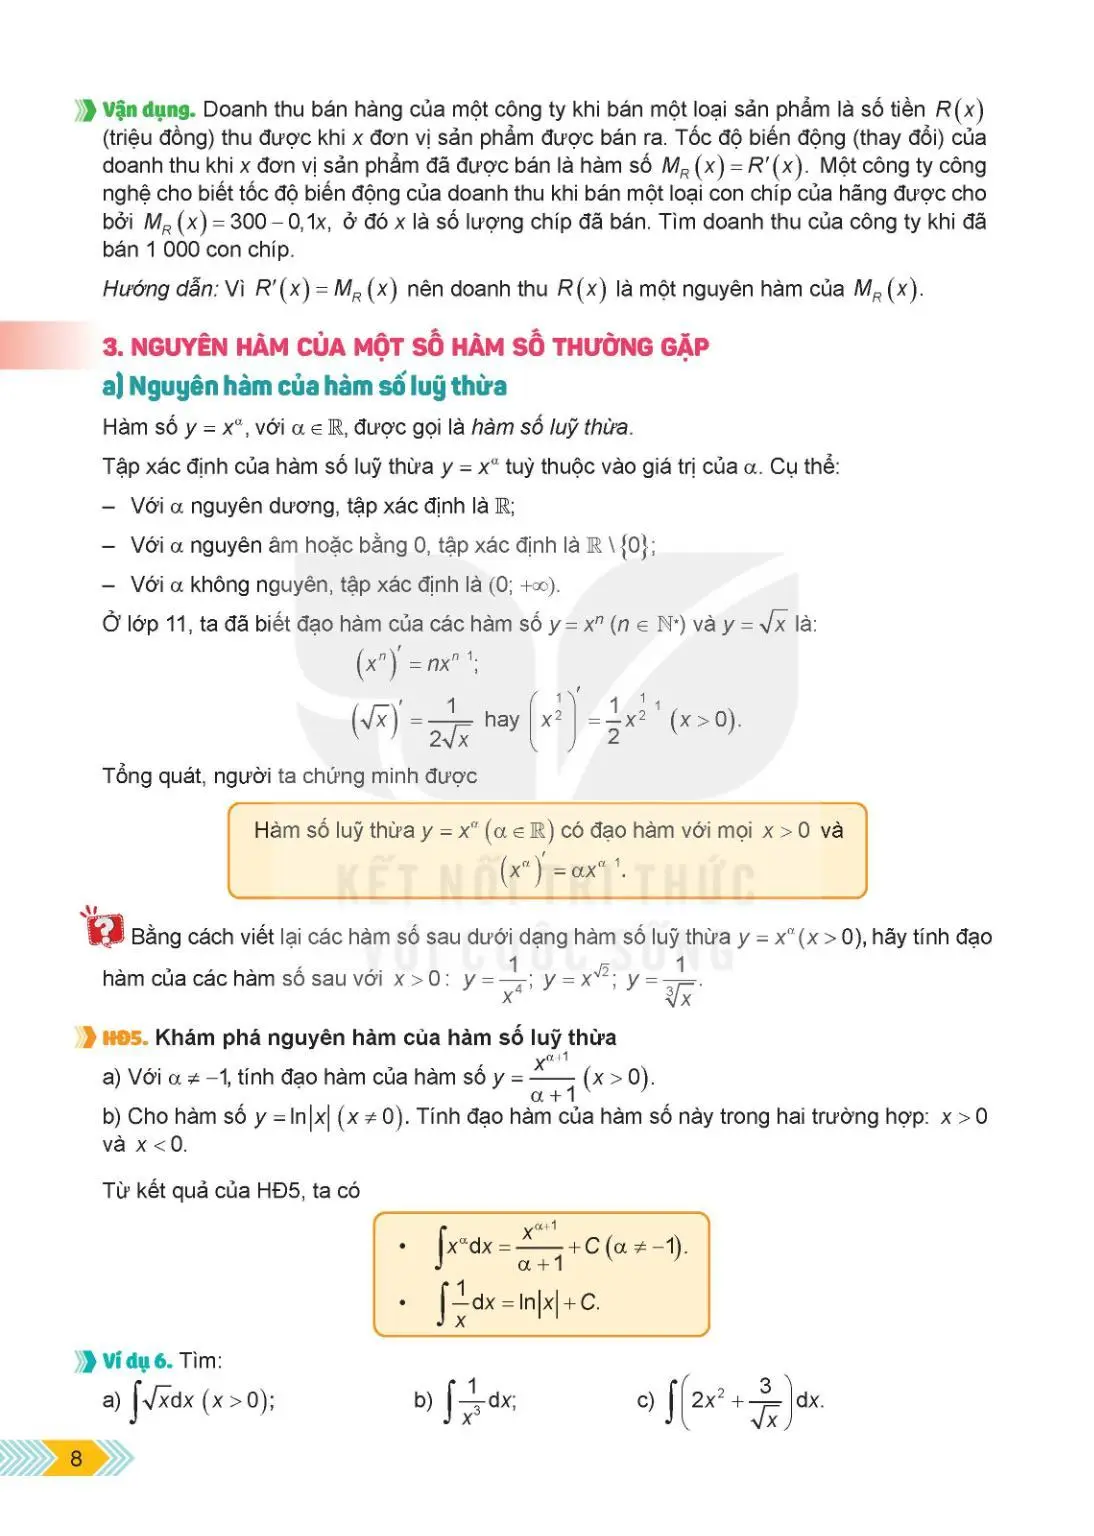 Vận dụng. Doanh thu bán hàng của một công ty khi bán một loại sản phẩm là số tiền R(x)
(triệu đồng) thu được khi x đơn vị sản phẩm được bán ra. Tốc độ biến động (thay đổi) của
doanh thu khi x đơn vị sản phẩm đã được bán là hàm số M_R(x) = R′(x). Một công ty công
nghệ cho biết tốc độ biến động của doanh thu khi bán một loại con chíp của hãng được cho
bởi M_R(x) = 300 – 0,1x, ở đó x là số lượng chíp đã bán. Tìm doanh thu của công ty khi đã
bán 1 000 con chíp.
Hướng dẫn: Vì R′(x) = M_R(x) nên doanh thu R(x) là một nguyên hàm của M_R(x).
3. NGUYÊN HÀM CỦA MỘT SỐ HÀM SỐ THƯỜNG GẶP
a) Nguyên hàm của hàm số luỹ thừa
Hàm số y = x^α, với α ∈ ℝ, được gọi là hàm số luỹ thừa.
Tập xác định của hàm số luỹ thừa y = x^α tuỳ thuộc vào giá trị của α. Cụ thể:
– Với α nguyên dương, tập xác định là ℝ;
– Với α nguyên âm hoặc bằng 0, tập xác định là ℝ \ {0};
– Với α không nguyên, tập xác định là (0; +∞).
Ở lớp 11, ta đã biết đạo hàm của các hàm số y = x^n (n ∈ ℕ*) và y = √x là:
(x^n)′ = nx^(n 1);
(√x)′ = 1/(2√x) hay (x^(1/2))′ = (1/2)x^(1/2 1) (x > 0).
Tổng quát, người ta chứng minh được
Hàm số luỹ thừa y = x^α (α ∈ ℝ) có đạo hàm với mọi x > 0 và
(x^α)′ = αx^(α 1).
KẾT NỐI TRI THỨC
VỚI CUỘC SỐNG
? Bằng cách viết lại các hàm số sau dưới dạng hàm số luỹ thừa y = x^α (x > 0), hãy tính đạo
hàm của các hàm số sau với x > 0: y = 1/x^4; y = x^√2; y = 1/∛x.
HĐ5. Khám phá nguyên hàm của hàm số luỹ thừa
a) Với α ≠ –1, tính đạo hàm của hàm số y = x^(α+1)/(α + 1) (x > 0).
b) Cho hàm số y = ln|x| (x ≠ 0). Tính đạo hàm của hàm số này trong hai trường hợp: x > 0
và x < 0.
Từ kết quả của HĐ5, ta có
• ∫x^α dx = x^(α+1)/(α + 1) + C (α ≠ –1).
• ∫(1/x)dx = ln|x| + C.
Ví dụ 6. Tìm:
a) ∫√x dx (x > 0); b) ∫(1/x^3)dx; c) ∫(2x^2 + 3/√x)dx.
8